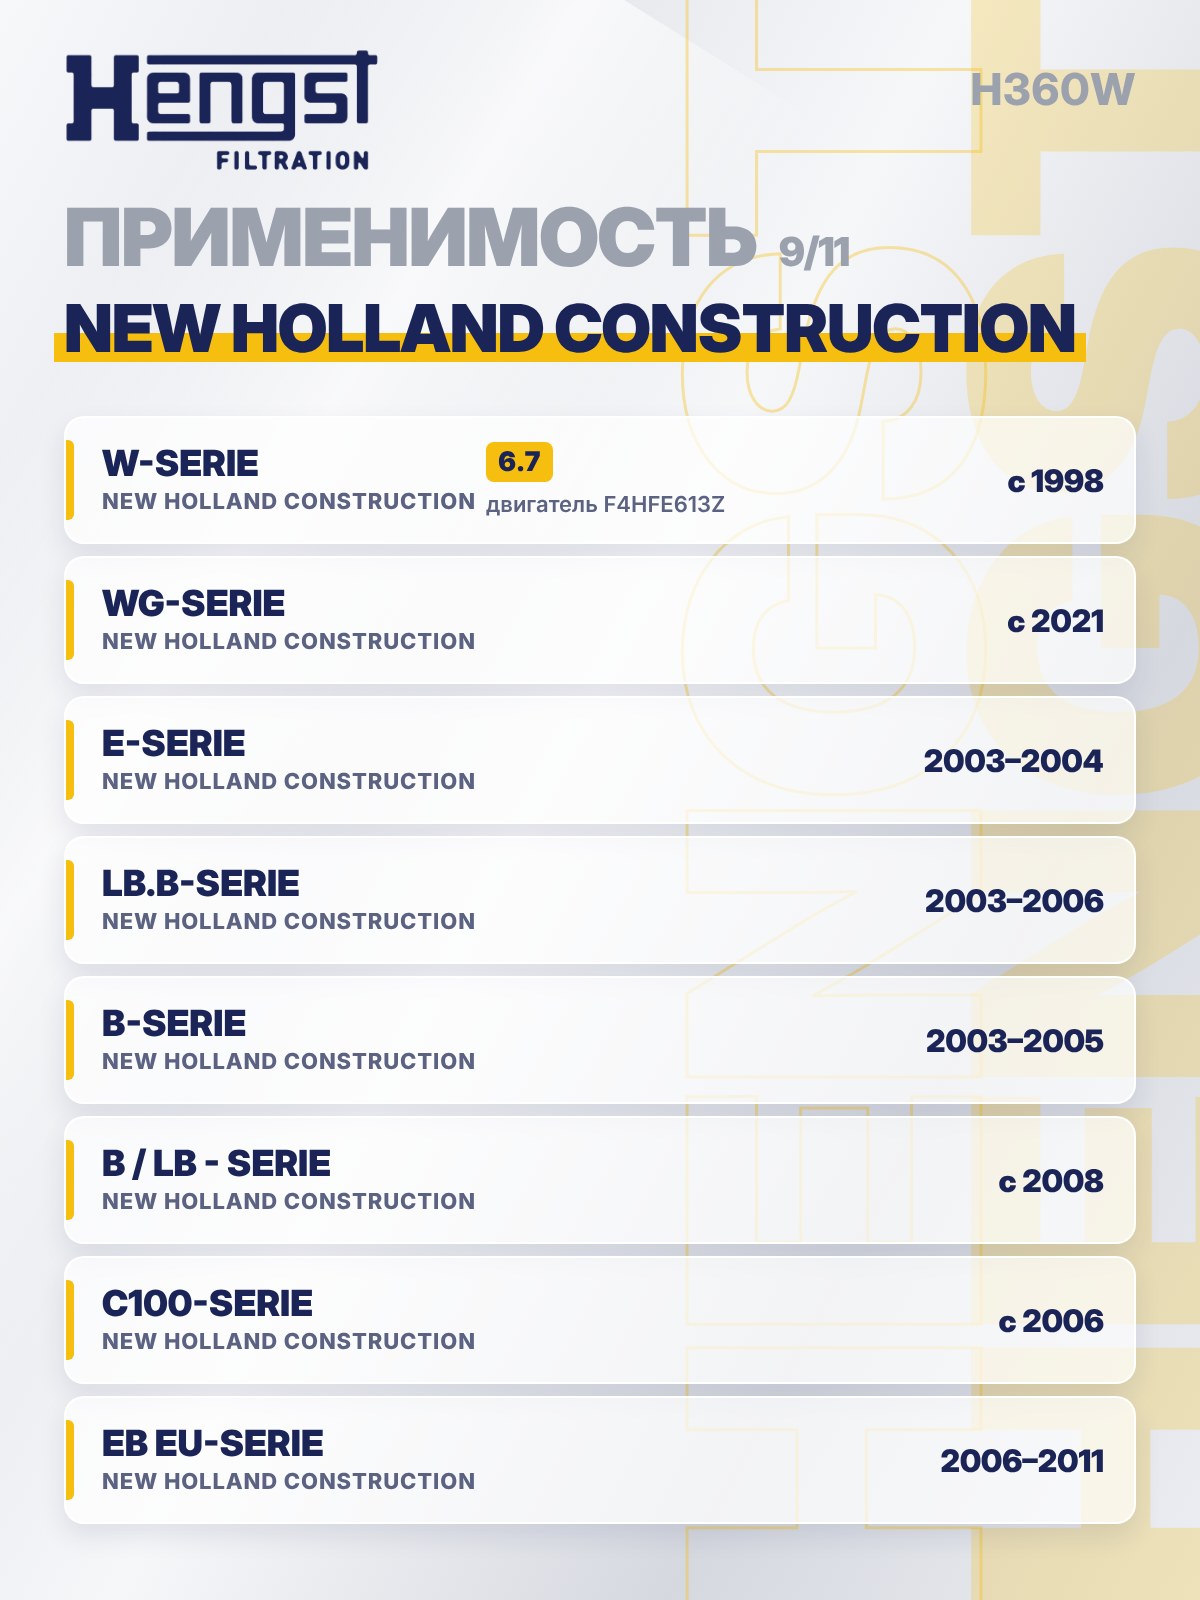 Hengst
FILTRATION
H360W
ПРИМЕНИМОСТЬ 9/11
NEW HOLLAND CONSTRUCTION
W-SERIE
NEW HOLLAND CONSTRUCTION
6.7
двигатель F4HFE613Z
с 1998
WG-SERIE
NEW HOLLAND CONSTRUCTION
с 2021
E-SERIE
NEW HOLLAND CONSTRUCTION
2003–2004
LB.B-SERIE
NEW HOLLAND CONSTRUCTION
2003–2006
B-SERIE
NEW HOLLAND CONSTRUCTION
2003–2005
B / LB - SERIE
NEW HOLLAND CONSTRUCTION
с 2008
C100-SERIE
NEW HOLLAND CONSTRUCTION
с 2006
EB EU-SERIE
NEW HOLLAND CONSTRUCTION
2006–2011
HENGST
HENGST